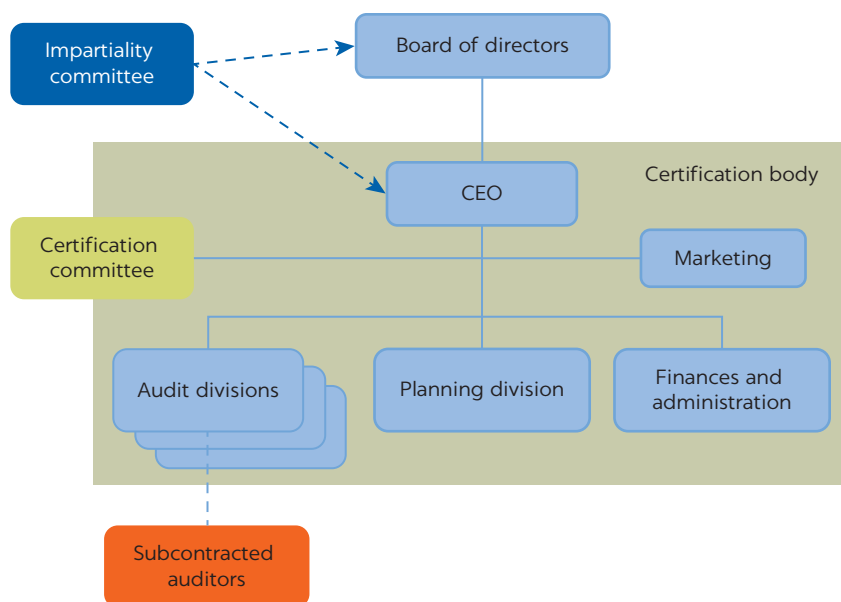 Impartiality
committee
Board of directors
CEO
Certification body
Certification
committee
Marketing
Audit divisions
Planning division
Finances and
administration
Subcontracted
auditors